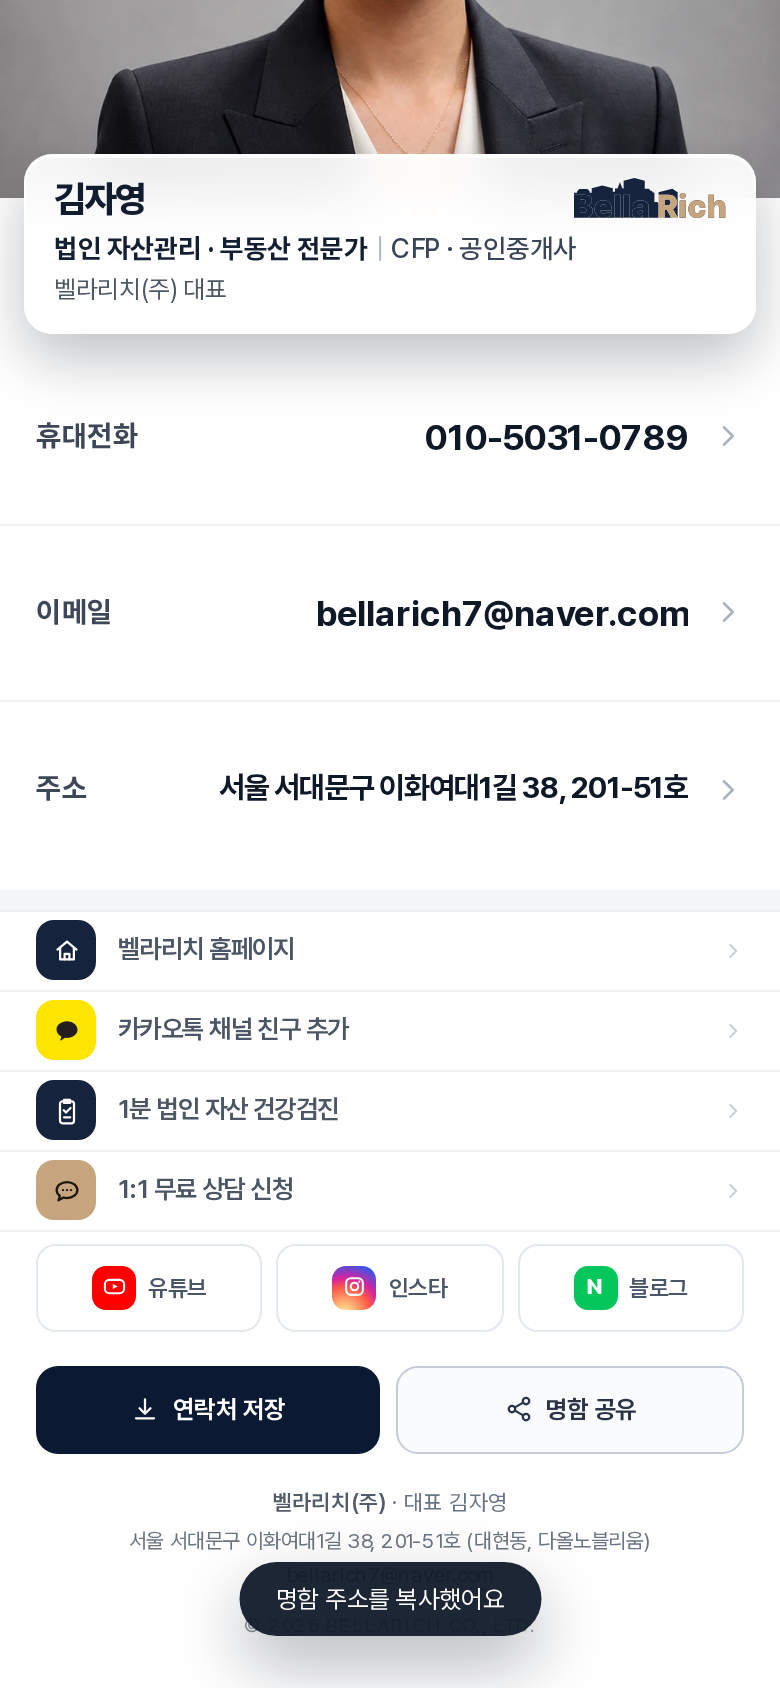 김자영
BellaRich
법인 자산관리 · 부동산 전문가 | CFP · 공인중개사
벨라리치(주) 대표
휴대전화 010-5031-0789
이메일 bellarich7@naver.com
주소 서울 서대문구 이화여대1길 38, 201-51호
벨라리치 홈페이지
카카오톡 채널 친구 추가
1분 법인 자산 건강검진
1:1 무료 상담 신청
유튜브 인스타 N 블로그
연락처 저장 명함 공유
벨라리치(주) · 대표 김자영
서울 서대문구 이화여대1길 38, 201-51호 (대현동, 다올노블리움)
bellarich7@naver.com
명함 주소를 복사했어요
© 2026 BELLARICH CO., LTD.